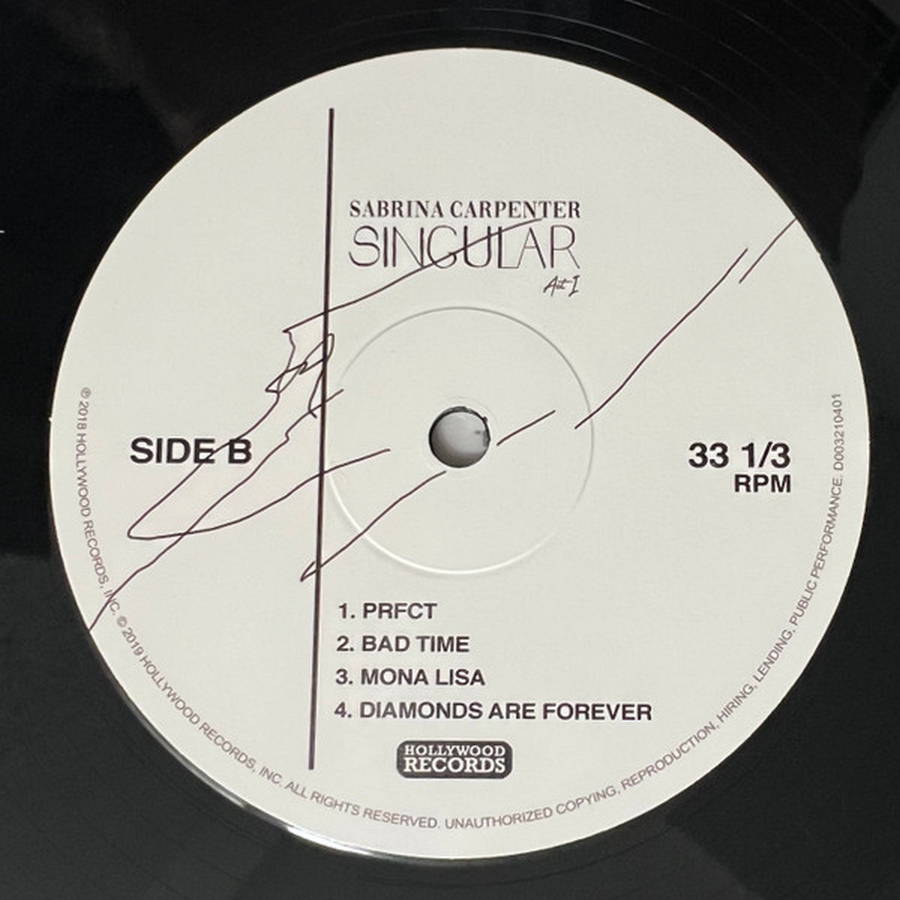 SABRINA CARPENTER
SINGULAR
Act I
SIDE B
33 1/3
RPM
1. PRFCT
2. BAD TIME
3. MONA LISA
4. DIAMONDS ARE FOREVER
HOLLYWOOD
RECORDS
℗ 2018 HOLLYWOOD RECORDS, INC. © 2019 HOLLYWOOD RECORDS, INC. ALL RIGHTS RESERVED. UNAUTHORIZED COPYING, REPRODUCTION, HIRING, LENDING, PUBLIC PERFORMANCE. D003210401